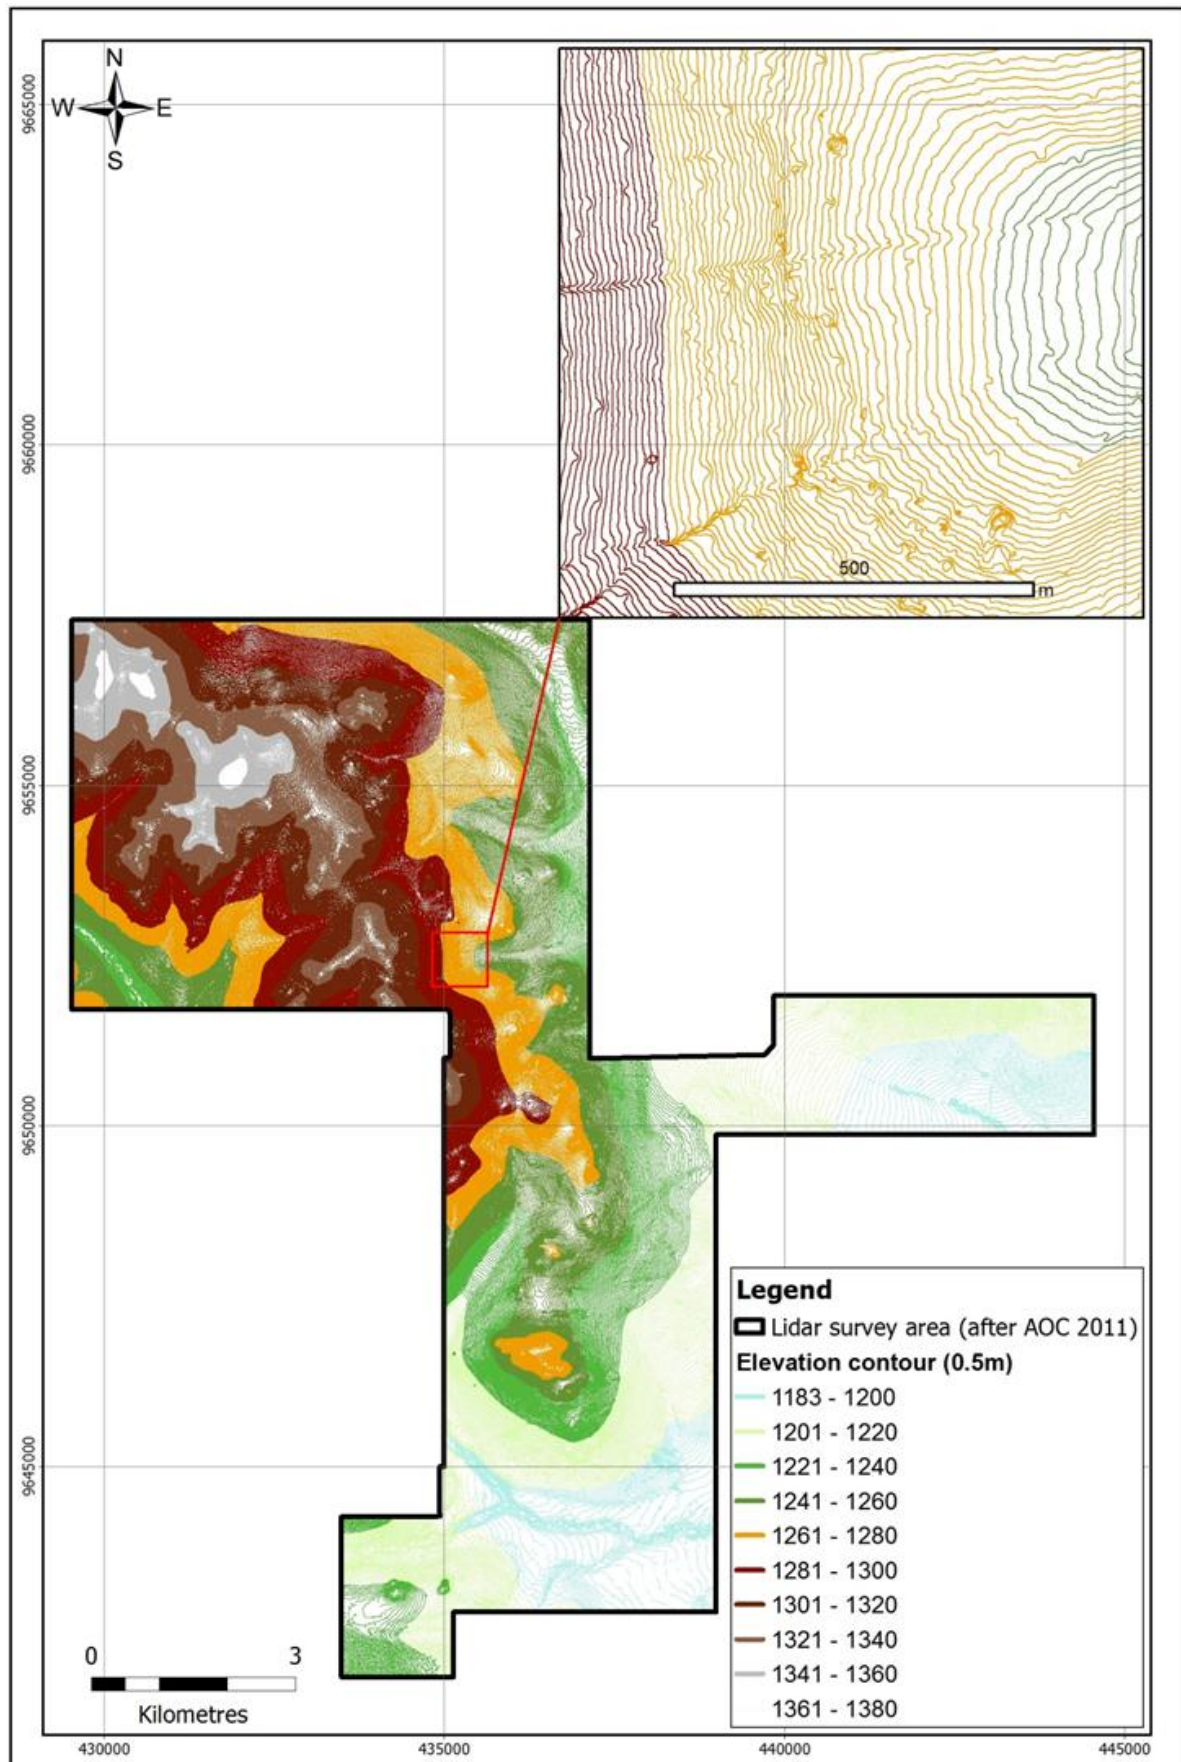 N
W E
S
9665000
9660000
500
m
9655000
9650000
Legend
Lidar survey area (after AOC 2011)
Elevation contour (0.5m)
1183 - 1200
1201 - 1220
9645000
1221 - 1240
1241 - 1260
1261 - 1280
1281 - 1300
1301 - 1320
1321 - 1340
0 3
1341 - 1360
1361 - 1380
Kilometres
430000 435000 440000 445000